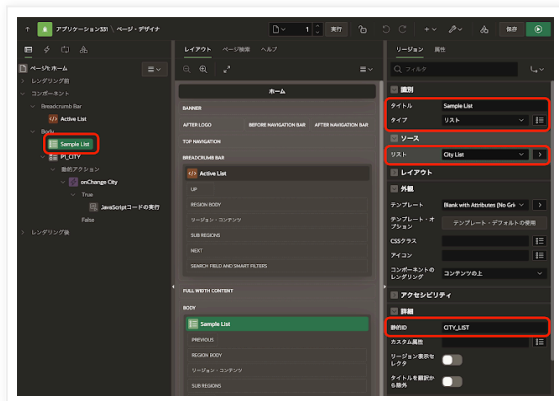 アプリケーション331 \ ページ・デザイナ
1
実行
保存
レイアウト ページ検索 ヘルプ
リージョン 属性
ページ1: ホーム
レンダリング前
コンポーネント
Breadcrumb Bar
Active List
Body
Sample List
P1_CITY
動的アクション
onChange City
True
JavaScriptコードの実行
False
レンダリング後
ホーム
BANNER
AFTER LOGO
BEFORE NAVIGATION BAR
AFTER NAVIGATION BAR
TOP NAVIGATION
BREADCRUMB BAR
Active List
UP
REGION BODY
リージョン・コンテンツ
SUB REGIONS
NEXT
SEARCH FIELD AND SMART FILTERS
FULL WIDTH CONTENT
BODY
Sample List
PREVIOUS
REGION BODY
リージョン・コンテンツ
SUB REGIONS
フィルタ
識別
タイトル Sample List
タイプ リスト
ソース
リスト City List
レイアウト
外観
テンプレート Blank with Attributes (No Gri
テンプレート・オプション テンプレート・デフォルトの使用
CSSクラス
アイコン
コンポーネントのレンダリング コンテンツの上
アクセシビリティ
詳細
静的ID CITY_LIST
カスタム属性
リージョン表示セレクタ
タイトルを翻訳から除外